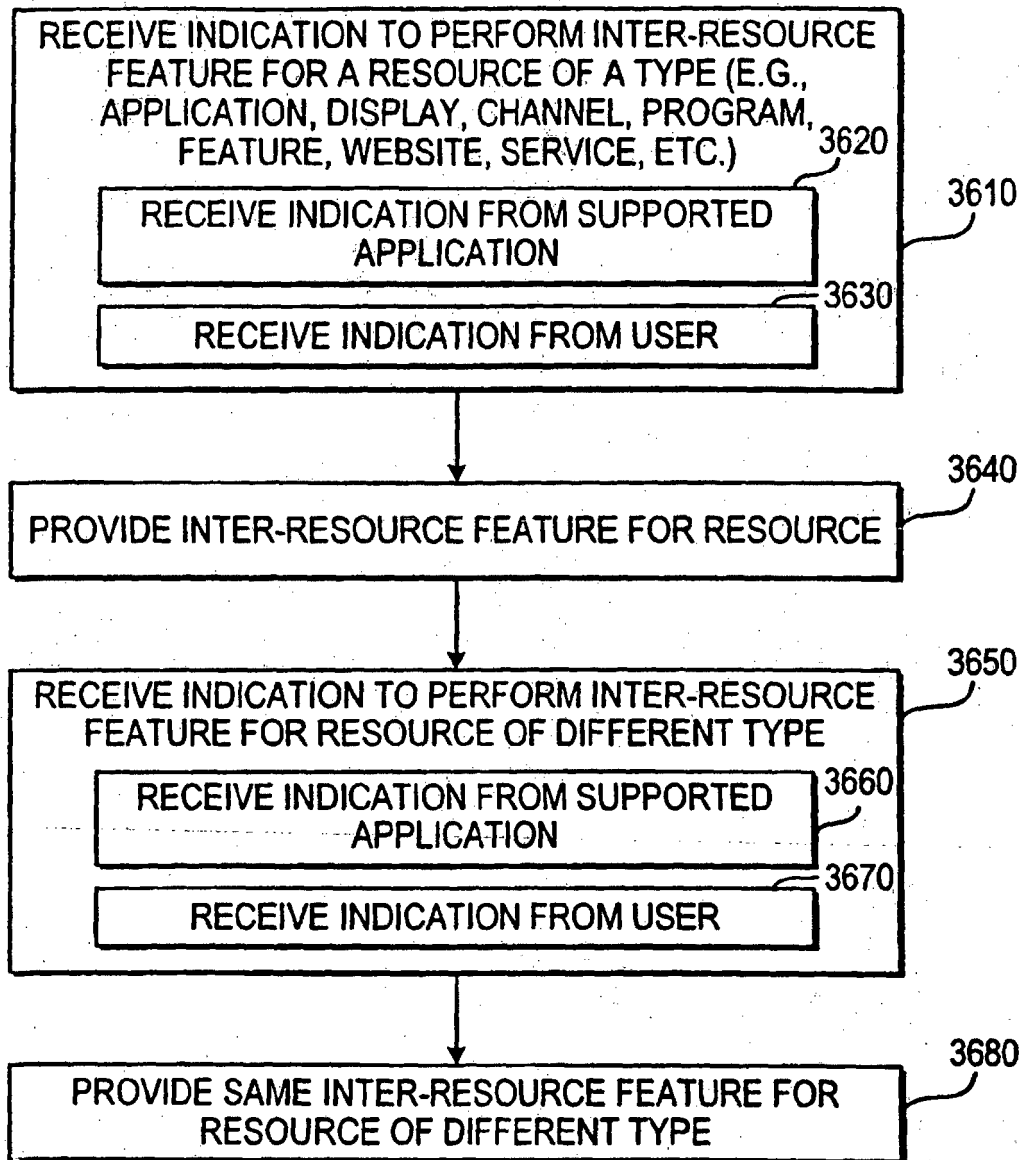 RECEIVE INDICATION TO PERFORM INTER-RESOURCE
FEATURE FOR A RESOURCE OF A TYPE (E.G.,
APPLICATION, DISPLAY, CHANNEL, PROGRAM,
FEATURE, WEBSITE, SERVICE, ETC.)
3620
3610
RECEIVE INDICATION FROM SUPPORTED
APPLICATION
3630
RECEIVE INDICATION FROM USER
3640
PROVIDE INTER-RESOURCE FEATURE FOR RESOURCE
3650
RECEIVE INDICATION TO PERFORM INTER-RESOURCE
FEATURE FOR RESOURCE OF DIFFERENT TYPE
3660
RECEIVE INDICATION FROM SUPPORTED
APPLICATION
3670
RECEIVE INDICATION FROM USER
3680
PROVIDE SAME INTER-RESOURCE FEATURE FOR
RESOURCE OF DIFFERENT TYPE